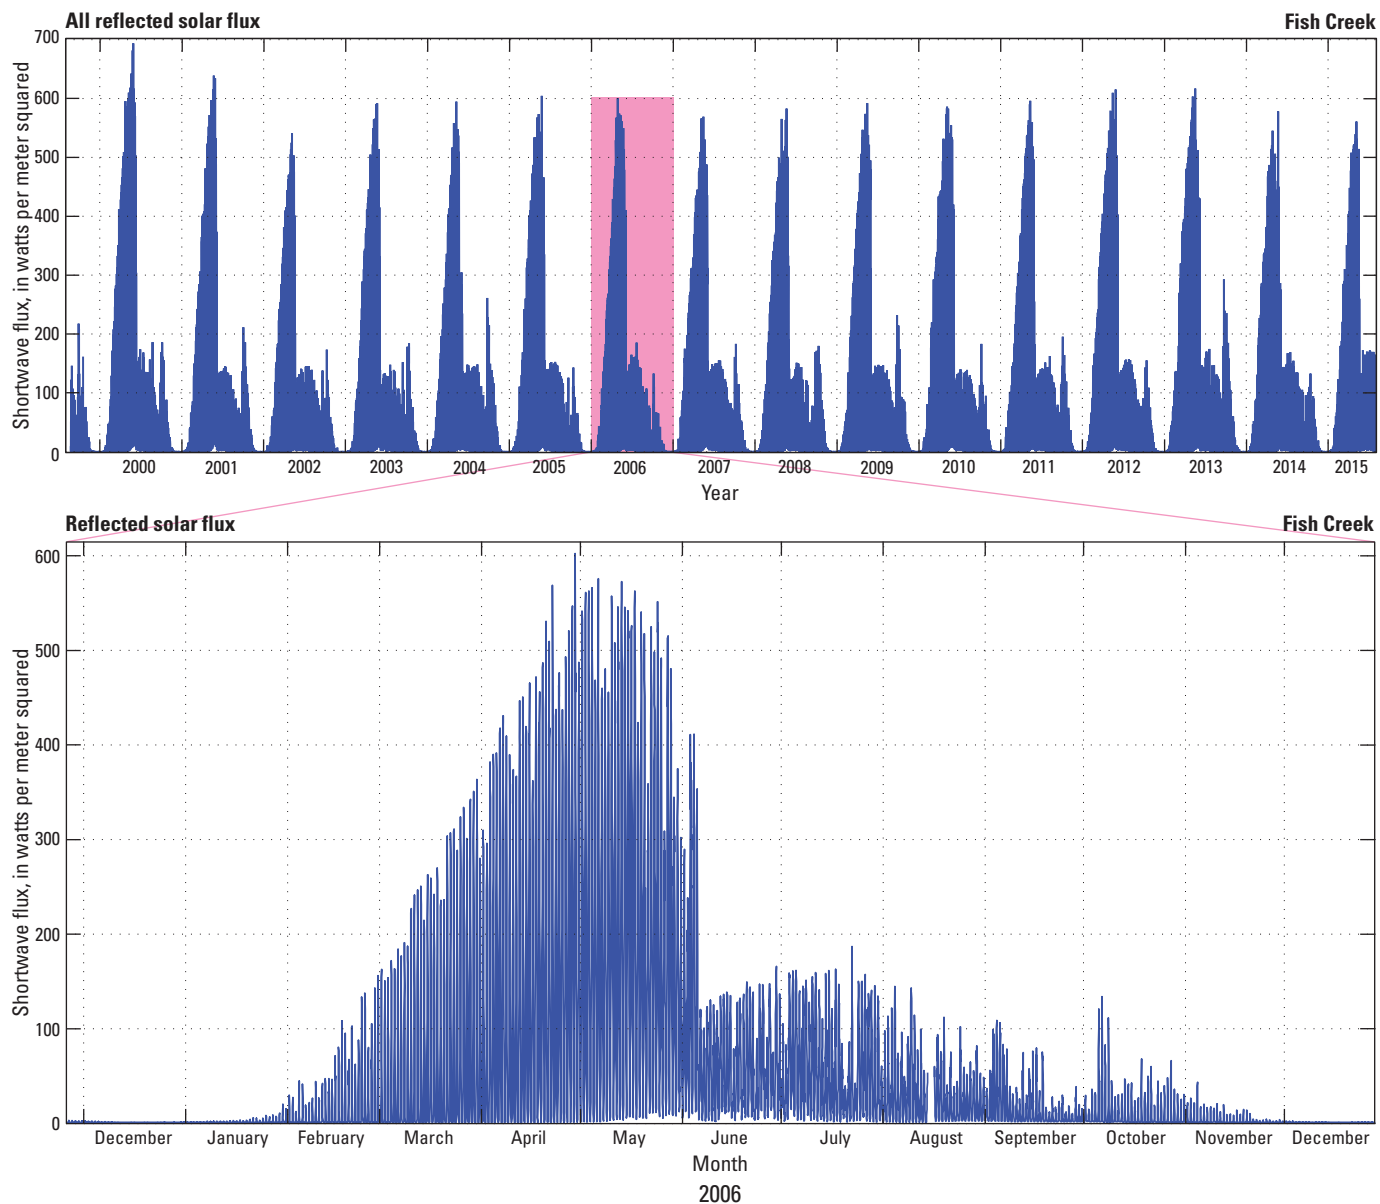 All reflected solar flux Fish Creek
Shortwave flux, in watts per meter squared
700
600
500
400
300
200
100
0
2000 2001 2002 2003 2004 2005 2006 2007 2008 2009 2010 2011 2012 2013 2014 2015
Year
Reflected solar flux Fish Creek
Shortwave flux, in watts per meter squared
600
500
400
300
200
100
0
December January February March April May June July August September October November December
Month
2006